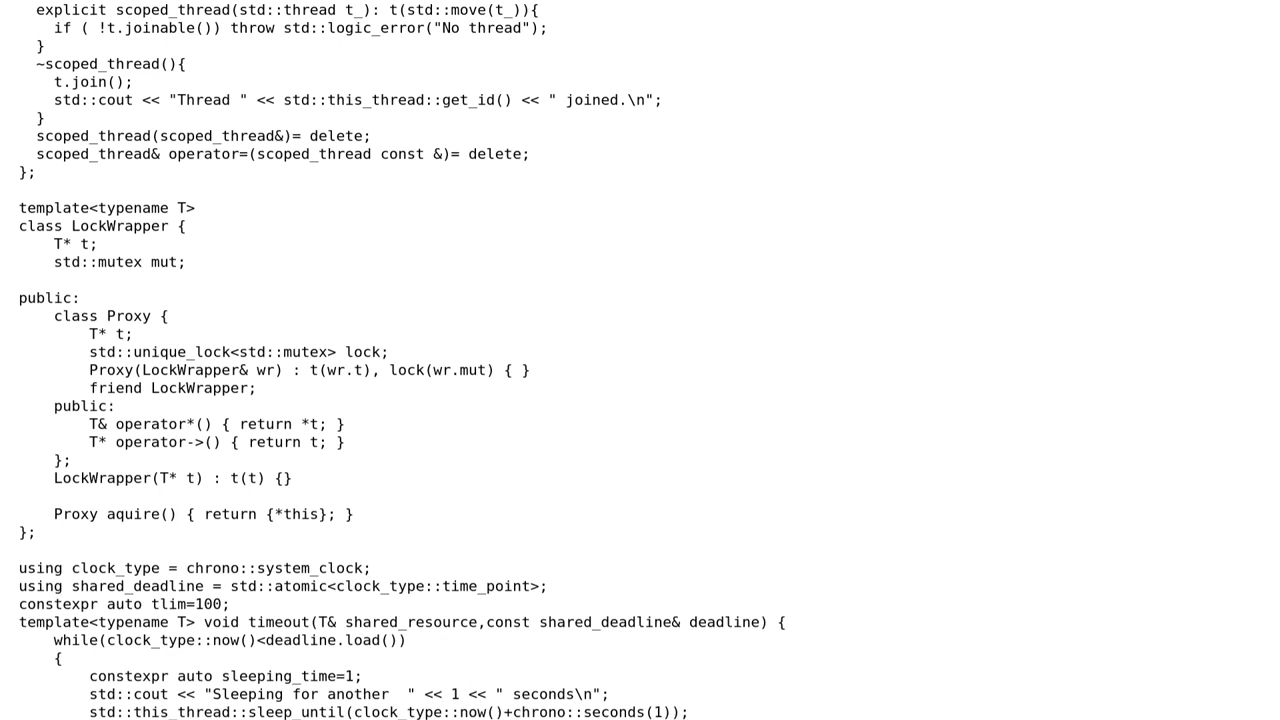 explicit scoped_thread(std::thread t_): t(std::move(t_)){
if ( !t.joinable()) throw std::logic_error("No thread");
}
~scoped_thread(){
t.join();
std::cout << "Thread " << std::this_thread::get_id() << " joined.\n";
}
scoped_thread(scoped_thread&)= delete;
scoped_thread& operator=(scoped_thread const &)= delete;
};
template<typename T>
class LockWrapper {
T* t;
std::mutex mut;
public:
class Proxy {
T* t;
std::unique_lock<std::mutex> lock;
Proxy(LockWrapper& wr) : t(wr.t), lock(wr.mut) { }
friend LockWrapper;
public:
T& operator*() { return *t; }
T* operator->() { return t; }
};
LockWrapper(T* t) : t(t) {}
Proxy aquire() { return {*this}; }
};
using clock_type = chrono::system_clock;
using shared_deadline = std::atomic<clock_type::time_point>;
constexpr auto tlim=100;
template<typename T> void timeout(T& shared_resource,const shared_deadline& deadline) {
while(clock_type::now()<deadline.load())
{
constexpr auto sleeping_time=1;
std::cout << "Sleeping for another  " << 1 << " seconds\n";
std::this_thread::sleep_until(clock_type::now()+chrono::seconds(1));